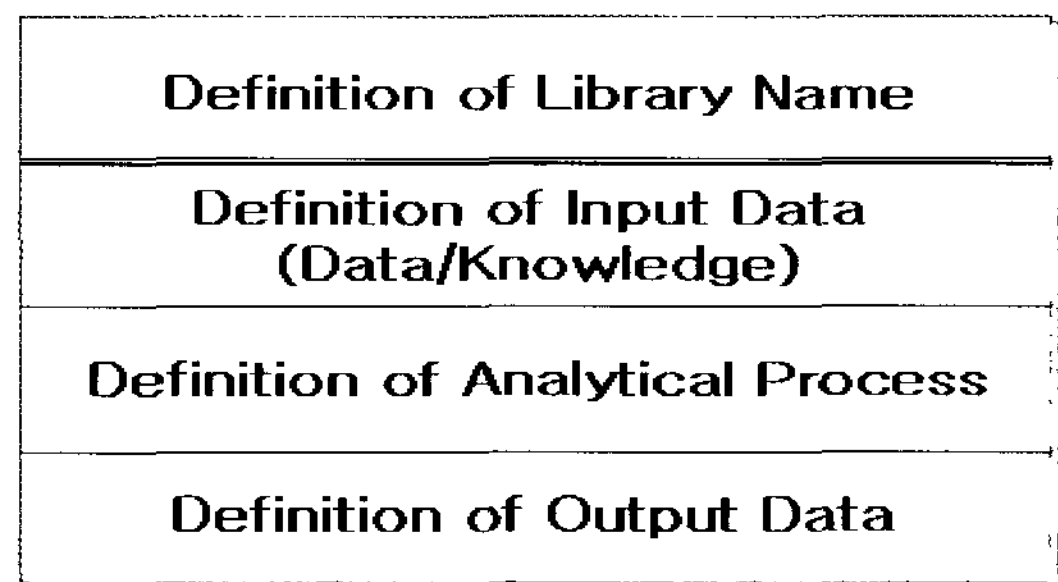 Definition of Library Name
Definition of Input Data
(Data/Knowledge)
Definition of Analytical Process
Definition of Output Data